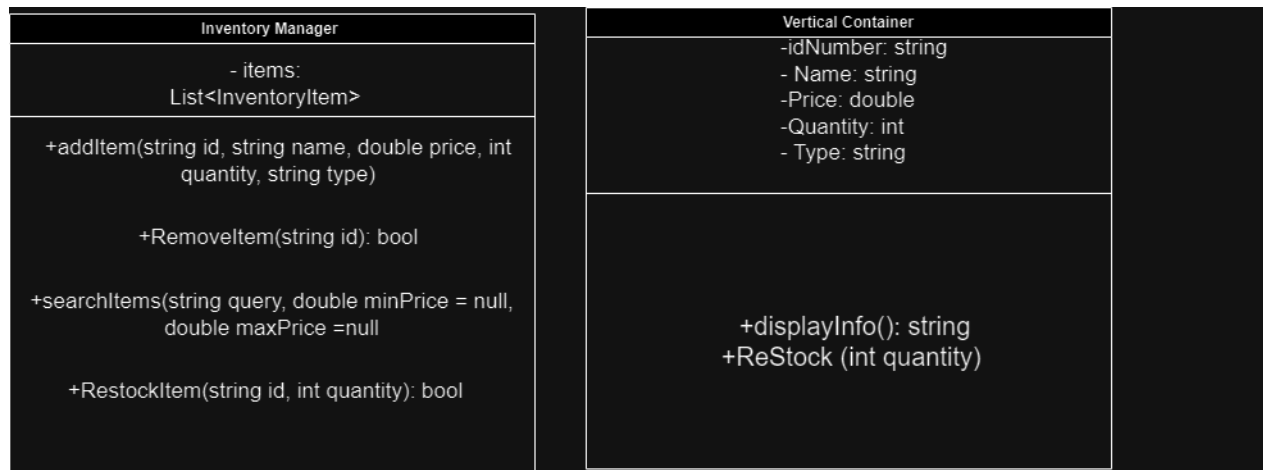 Inventory Manager
- items:
List<InventoryItem>
+addItem(string id, string name, double price, int
quantity, string type)
+RemoveItem(string id): bool
+searchItems(string query, double minPrice = null,
double maxPrice =null
+RestockItem(string id, int quantity): bool
Vertical Container
-idNumber: string
- Name: string
-Price: double
-Quantity: int
- Type: string
+displayInfo(): string
+ReStock (int quantity)